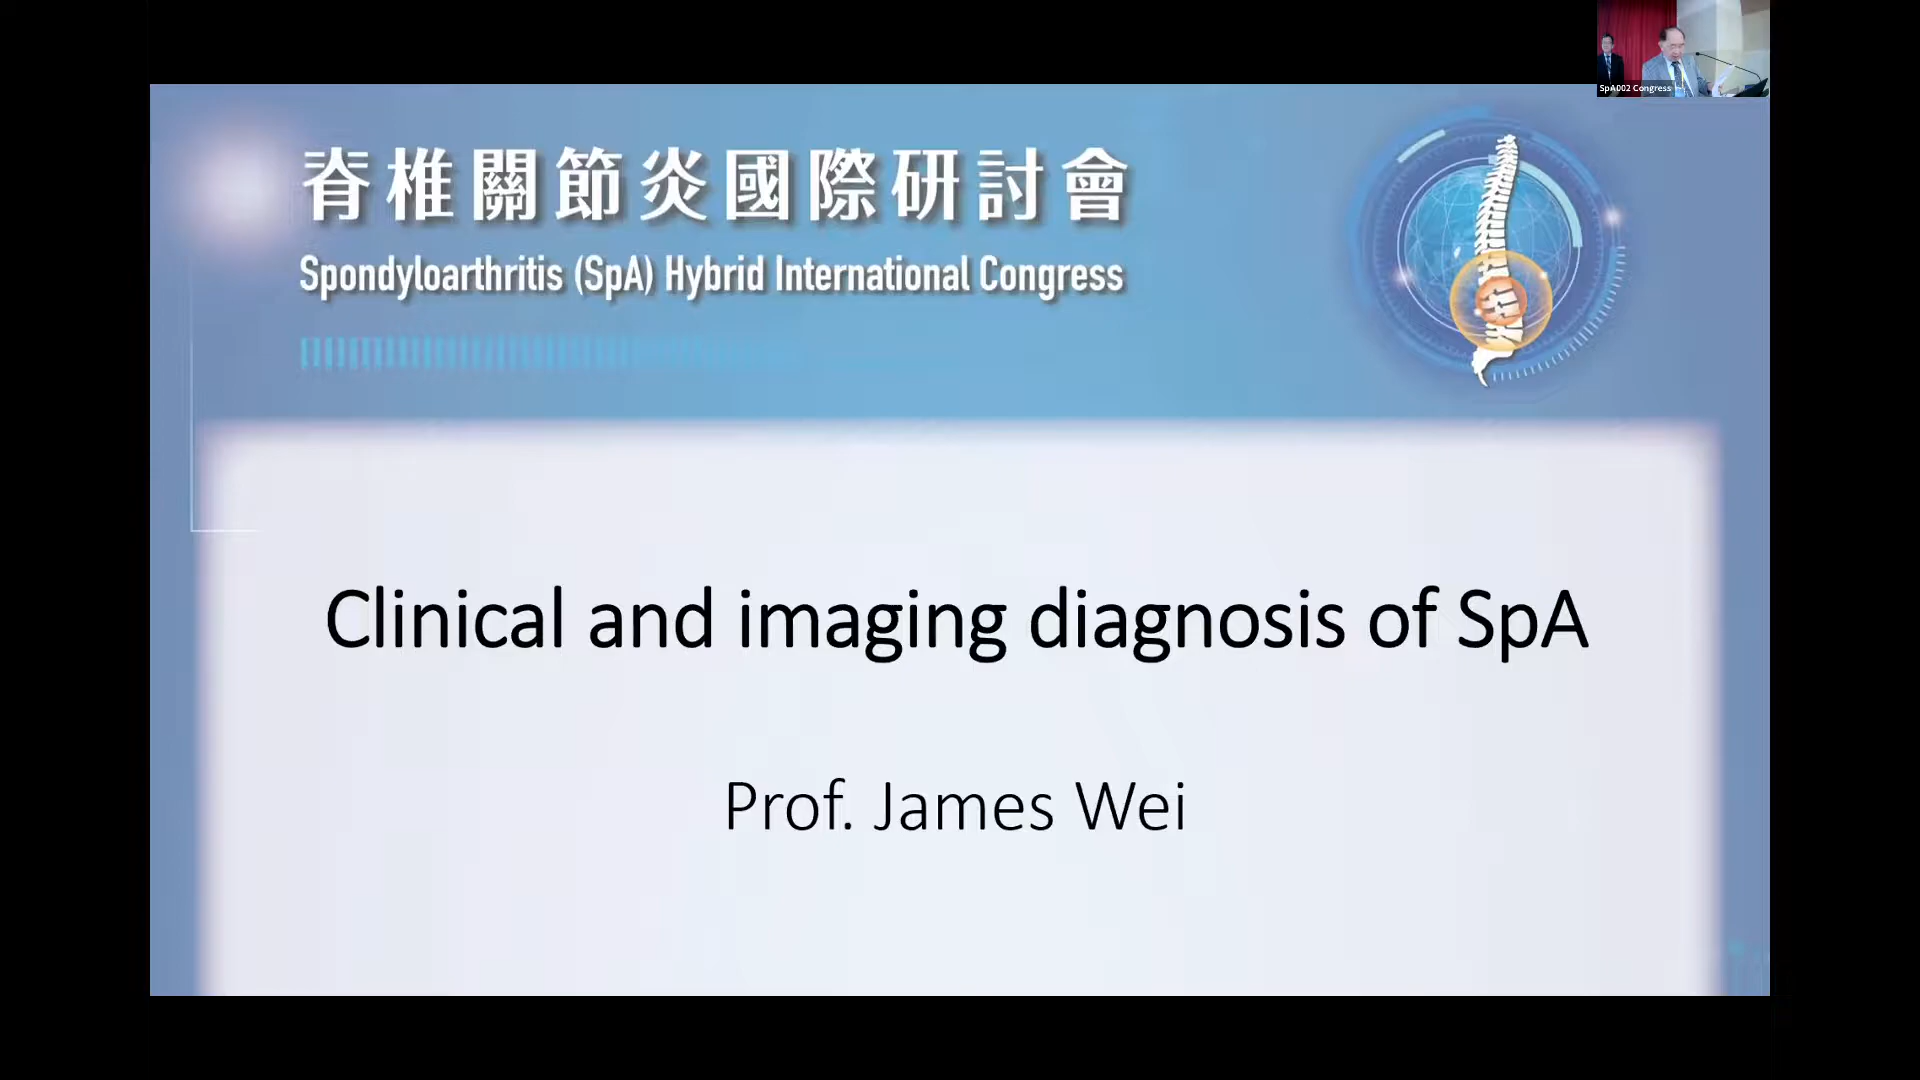 脊椎關節炎國際研討會
Spondyloarthritis (SpA) Hybrid International Congress
SpA002 Congress
Clinical and imaging diagnosis of SpA
Prof. James Wei